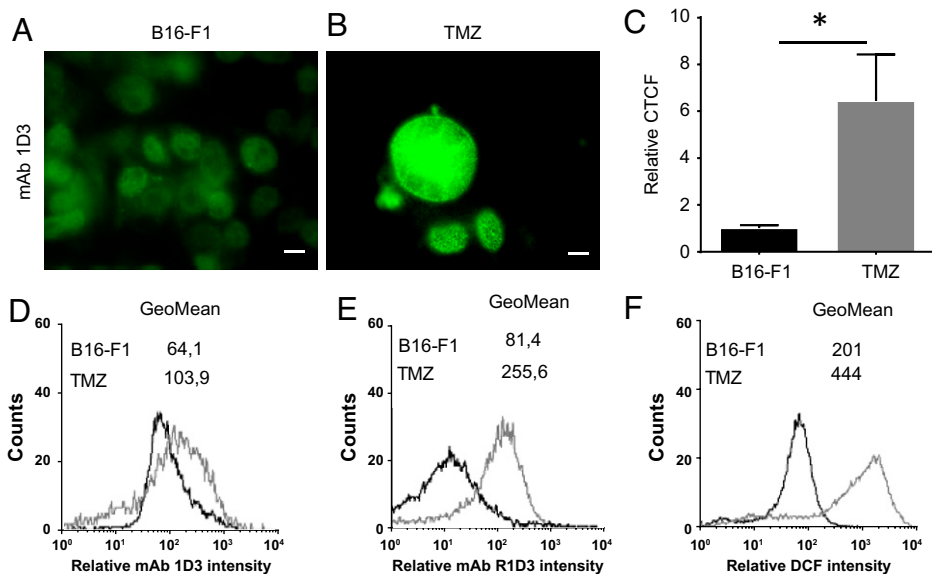 A
B16-F1
B
TMZ
mAb 1D3
C
*
Relative CTCF
10
8
6
4
2
0
B16-F1
TMZ
D
GeoMean
B16-F1 64,1
TMZ 103,9
Counts
60
40
20
0
10⁰ 10¹ 10² 10³ 10⁴
Relative mAb 1D3 intensity
E
GeoMean
B16-F1 81,4
TMZ 255,6
Counts
60
40
20
0
10⁰ 10¹ 10² 10³ 10⁴
Relative mAb R1D3 intensity
F
GeoMean
B16-F1 201
TMZ 444
Counts
60
40
20
0
10⁰ 10¹ 10² 10³ 10⁴
Relative DCF intensity